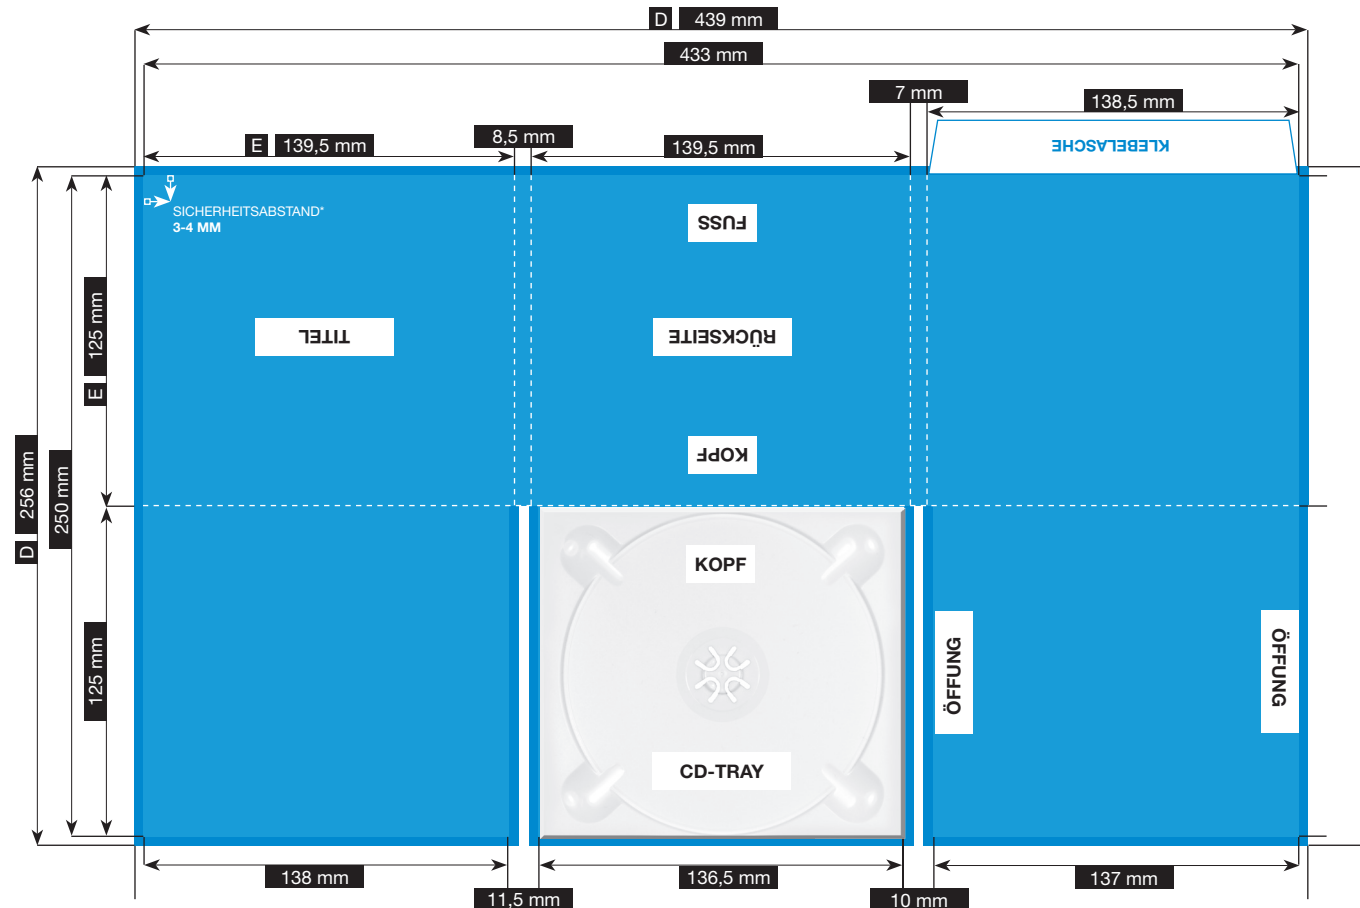 D 439 mm
433 mm
7 mm
138,5 mm
8,5 mm
E 139,5 mm
139,5 mm
KLEBELASCHE
SICHERHEITSABSTAND*
3-4 MM
FUSS
TITEL
RÜCKSEITE
KOPF
125 mm
E
D 256 mm
250 mm
125 mm
KOPF
CD-TRAY
ÖFFUNG
ÖFFUNG
138 mm
11,5 mm
136,5 mm
10 mm
137 mm